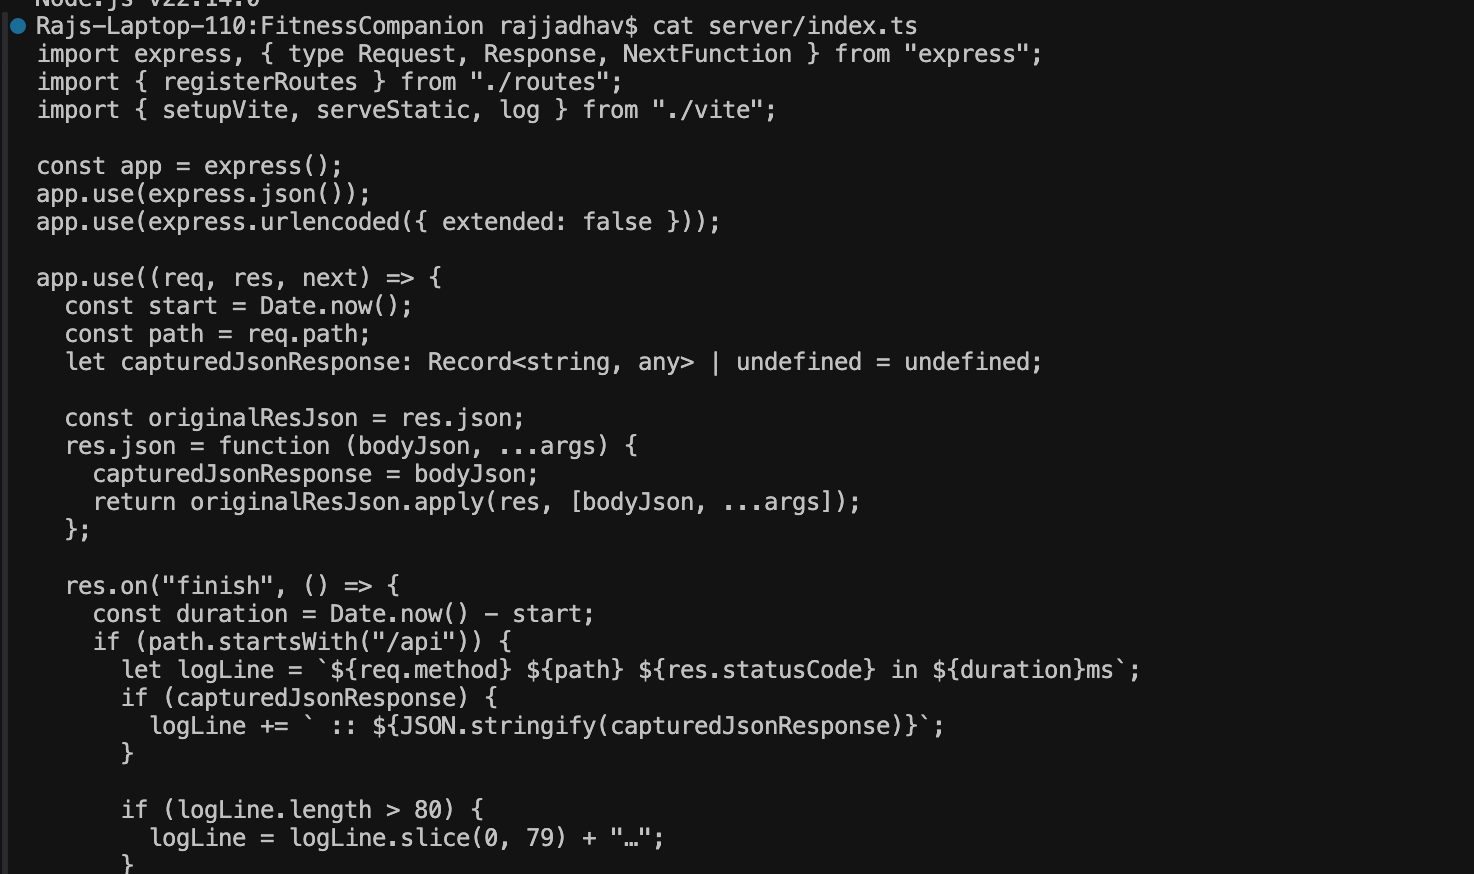 Node.js v22.14.0
Rajs-Laptop-110:FitnessCompanion rajjadhav$ cat server/index.ts
import express, { type Request, Response, NextFunction } from "express";
import { registerRoutes } from "./routes";
import { setupVite, serveStatic, log } from "./vite";

const app = express();
app.use(express.json());
app.use(express.urlencoded({ extended: false }));

app.use((req, res, next) => {
  const start = Date.now();
  const path = req.path;
  let capturedJsonResponse: Record<string, any> | undefined = undefined;

  const originalResJson = res.json;
  res.json = function (bodyJson, ...args) {
    capturedJsonResponse = bodyJson;
    return originalResJson.apply(res, [bodyJson, ...args]);
  };

  res.on("finish", () => {
    const duration = Date.now() - start;
    if (path.startsWith("/api")) {
      let logLine = `${req.method} ${path} ${res.statusCode} in ${duration}ms`;
      if (capturedJsonResponse) {
        logLine += ` :: ${JSON.stringify(capturedJsonResponse)}`;
      }

      if (logLine.length > 80) {
        logLine = logLine.slice(0, 79) + "…";
      }